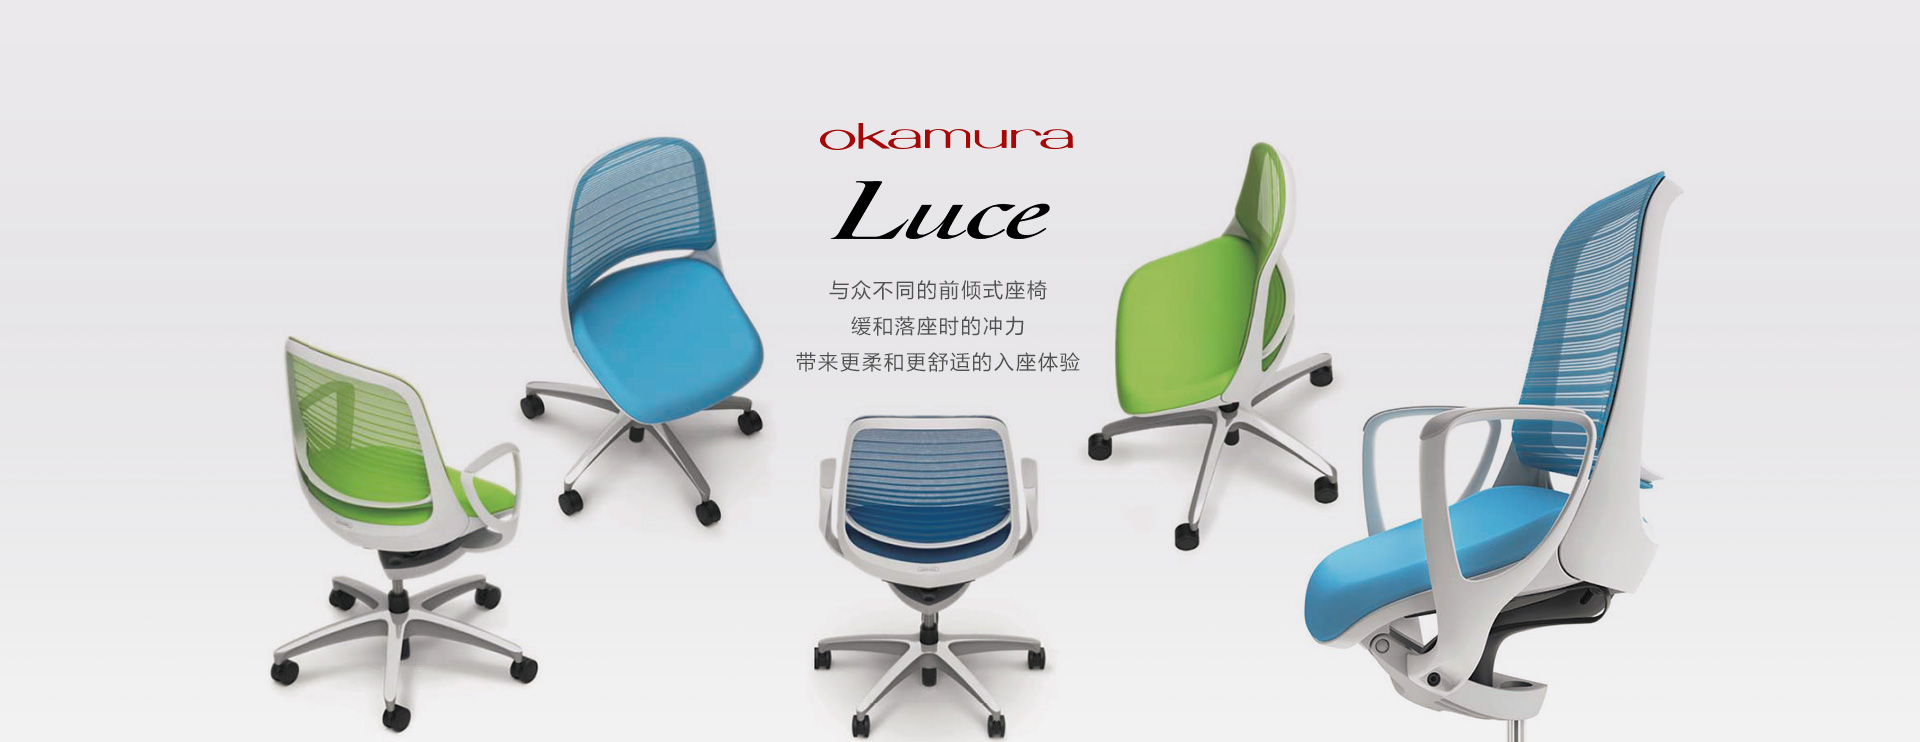 okamura
Luce
与众不同的前倾式座椅
缓和落座时的冲力
带来更柔和更舒适的入座体验